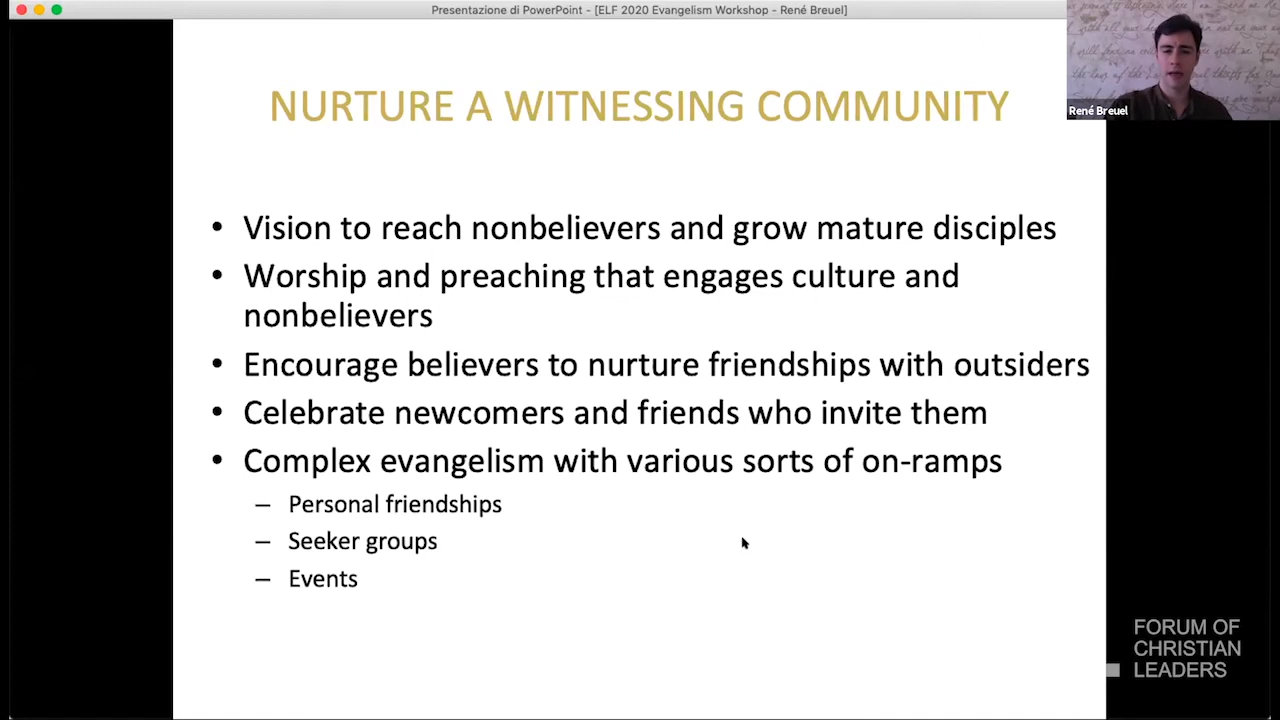 Presentazione di PowerPoint - [ELF 2020 Evangelism Workshop - René Breuel]
René Breuel
NURTURE A WITNESSING COMMUNITY
• Vision to reach nonbelievers and grow mature disciples
• Worship and preaching that engages culture and
nonbelievers
• Encourage believers to nurture friendships with outsiders
• Celebrate newcomers and friends who invite them
• Complex evangelism with various sorts of on-ramps
– Personal friendships
– Seeker groups
– Events
FORUM OF
CHRISTIAN
LEADERS